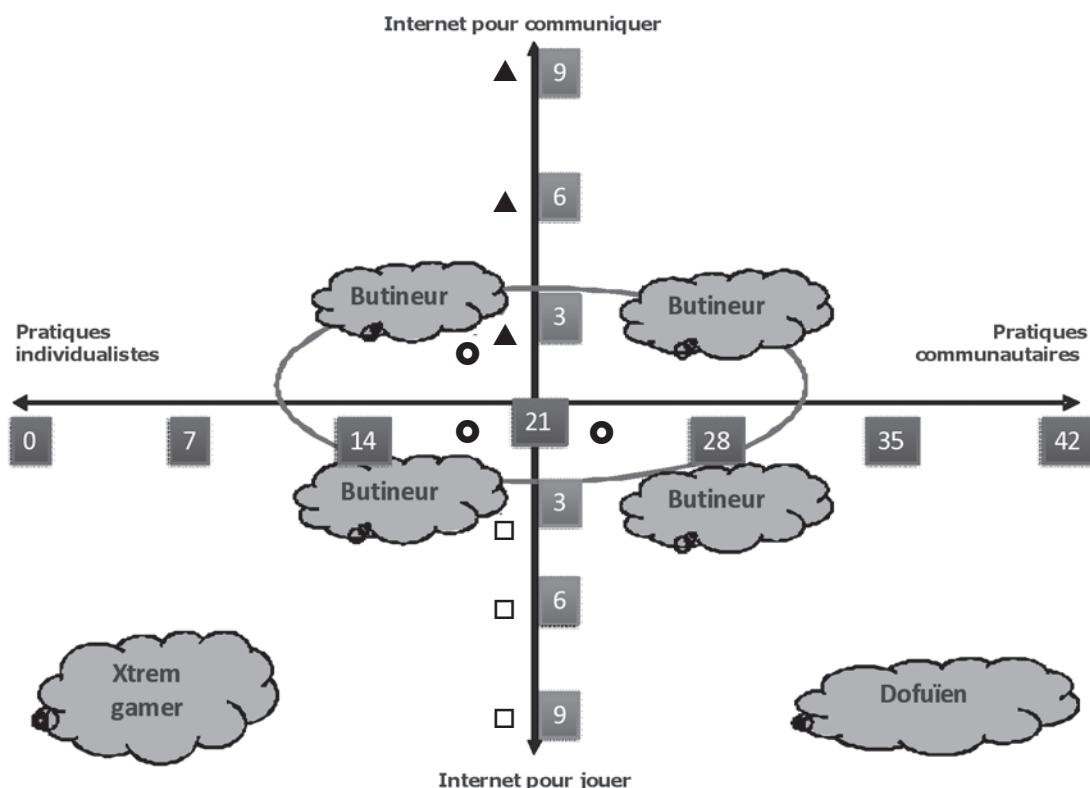 Internet pour communiquer
9
6
Butineur
Butineur
3
Pratiques
individualistes
Pratiques
communautaires
0
7
14
21
28
35
42
Butineur
3
Butineur
6
Xtrem
gamer
Dofuïen
9
Internet pour jouer